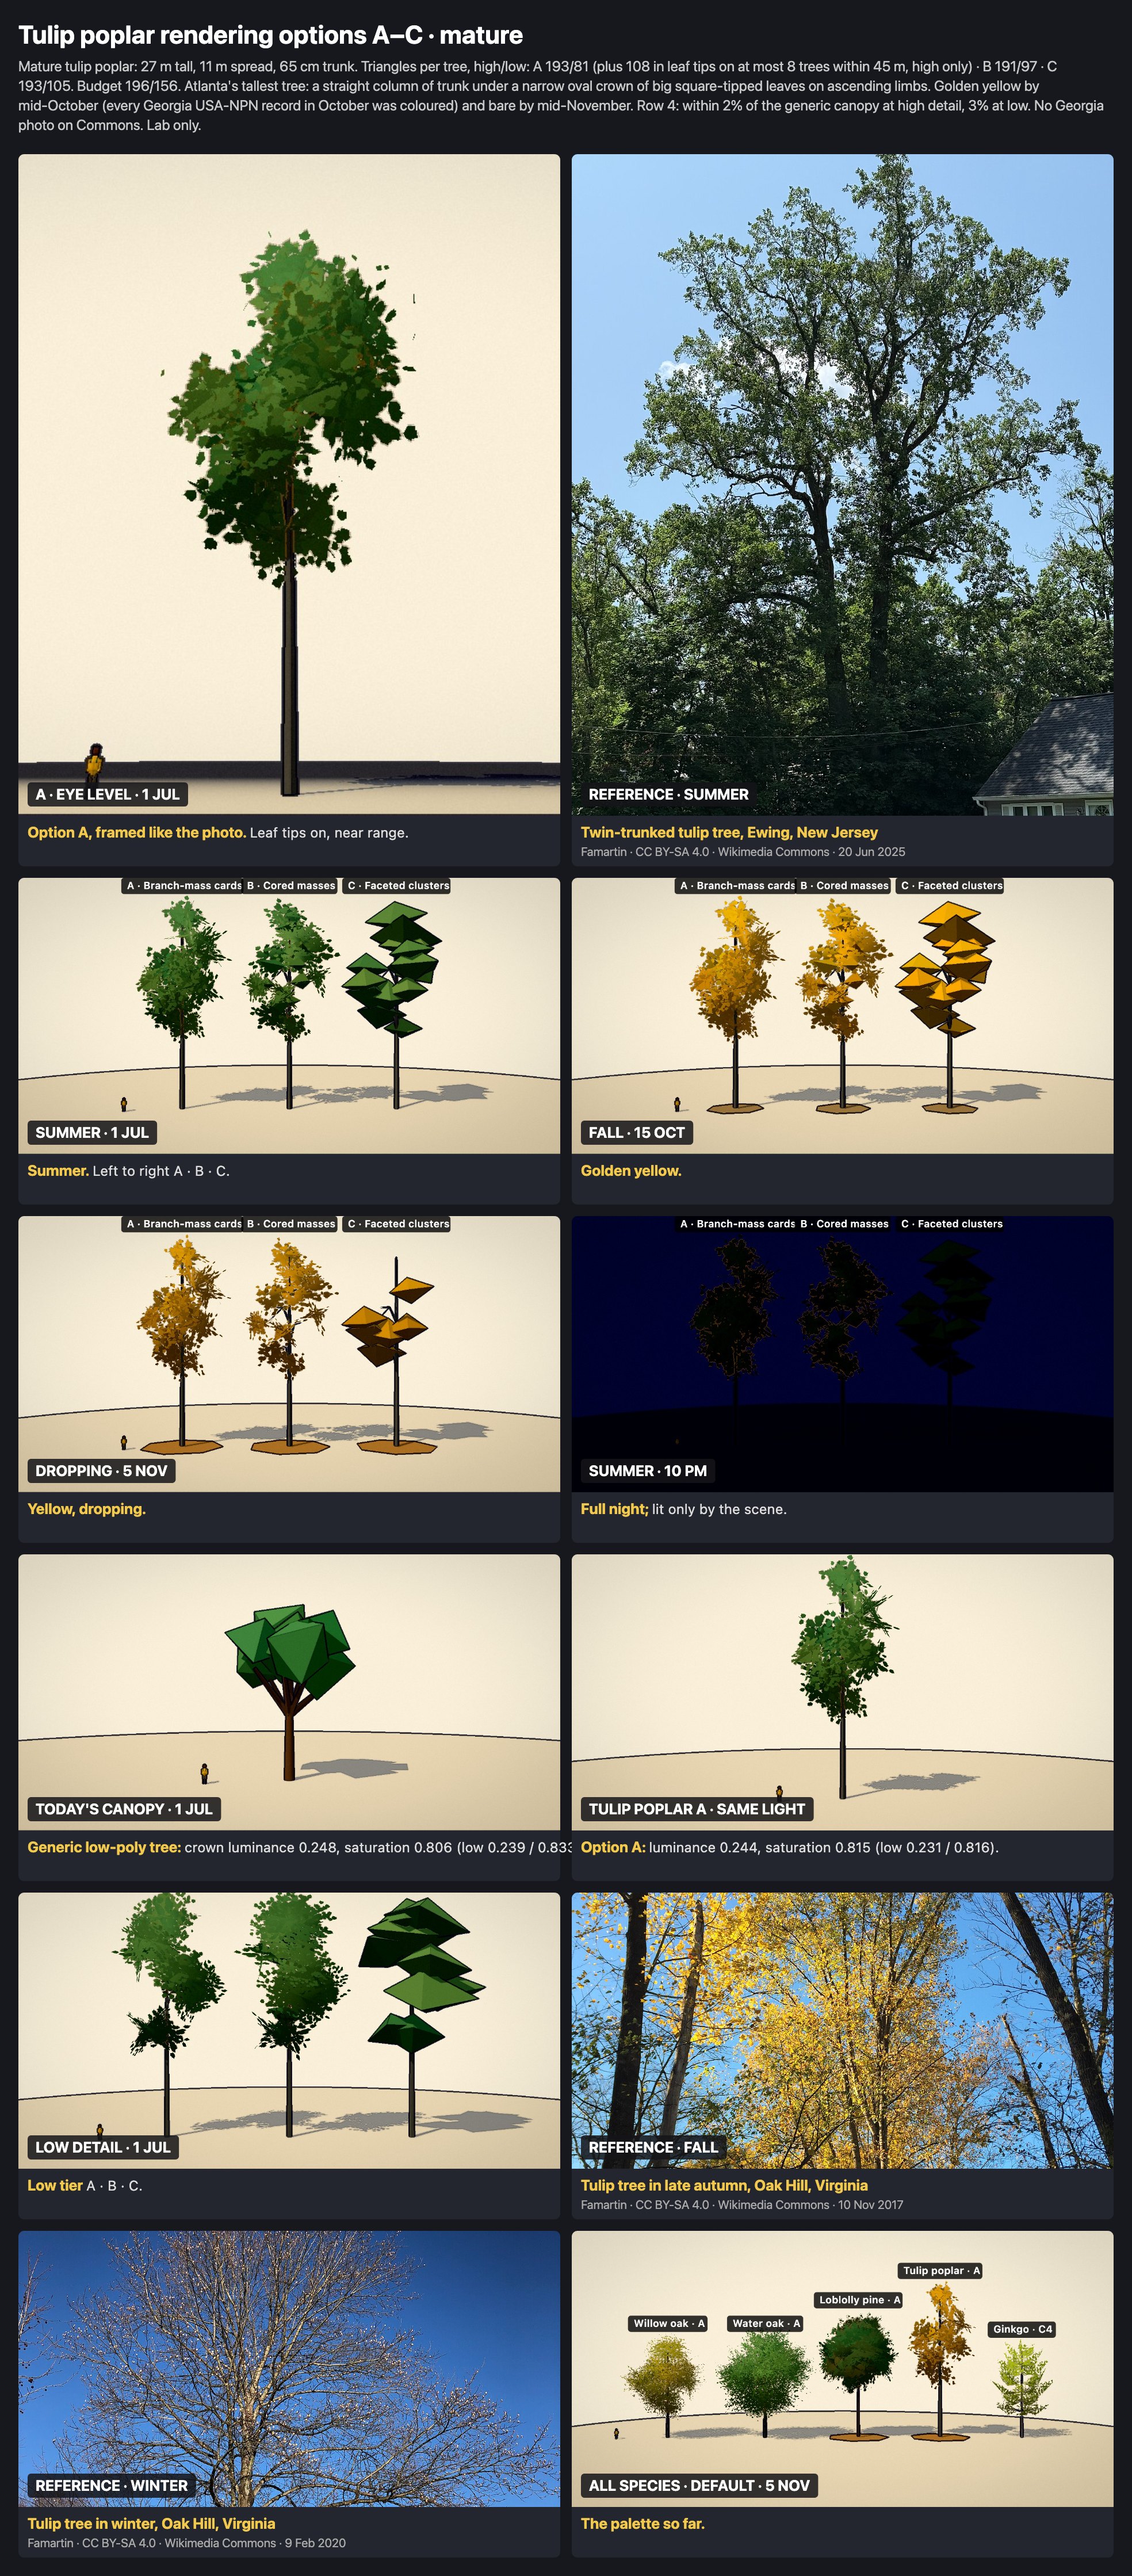 Tulip poplar rendering options A–C · mature
Mature tulip poplar: 27 m tall, 11 m spread, 65 cm trunk. Triangles per tree, high/low: A 193/81 (plus 108 in leaf tips on at most 8 trees within 45 m, high only) · B 191/97 · C
193/105. Budget 196/156. Atlanta's tallest tree: a straight column of trunk under a narrow oval crown of big square-tipped leaves on ascending limbs. Golden yellow by
mid-October (every Georgia USA-NPN record in October was coloured) and bare by mid-November. Row 4: within 2% of the generic canopy at high detail, 3% at low. No Georgia
photo on Commons. Lab only.
A · EYE LEVEL · 1 JUL
REFERENCE · SUMMER
Option A, framed like the photo. Leaf tips on, near range.
Twin-trunked tulip tree, Ewing, New Jersey
Famartin · CC BY-SA 4.0 · Wikimedia Commons · 20 Jun 2025
A · Branch-mass cards B · Cored masses C · Faceted clusters
A · Branch-mass cards B · Cored masses C · Faceted clusters
SUMMER · 1 JUL
FALL · 15 OCT
Summer. Left to right A · B · C.
Golden yellow.
A · Branch-mass cards B · Cored masses C · Faceted clusters
A · Branch-mass cards B · Cored masses C · Faceted clusters
DROPPING · 5 NOV
SUMMER · 10 PM
Yellow, dropping.
Full night; lit only by the scene.
TODAY'S CANOPY · 1 JUL
TULIP POPLAR A · SAME LIGHT
Generic low-poly tree: crown luminance 0.248, saturation 0.806 (low 0.239 / 0.833
Option A: luminance 0.244, saturation 0.815 (low 0.231 / 0.816).
LOW DETAIL · 1 JUL
REFERENCE · FALL
Low tier A · B · C.
Tulip tree in late autumn, Oak Hill, Virginia
Famartin · CC BY-SA 4.0 · Wikimedia Commons · 10 Nov 2017
Tulip poplar · A
Loblolly pine · A
Willow oak · A
Water oak · A
Ginkgo · C4
REFERENCE · WINTER
ALL SPECIES · DEFAULT · 5 NOV
Tulip tree in winter, Oak Hill, Virginia
Famartin · CC BY-SA 4.0 · Wikimedia Commons · 9 Feb 2020
The palette so far.